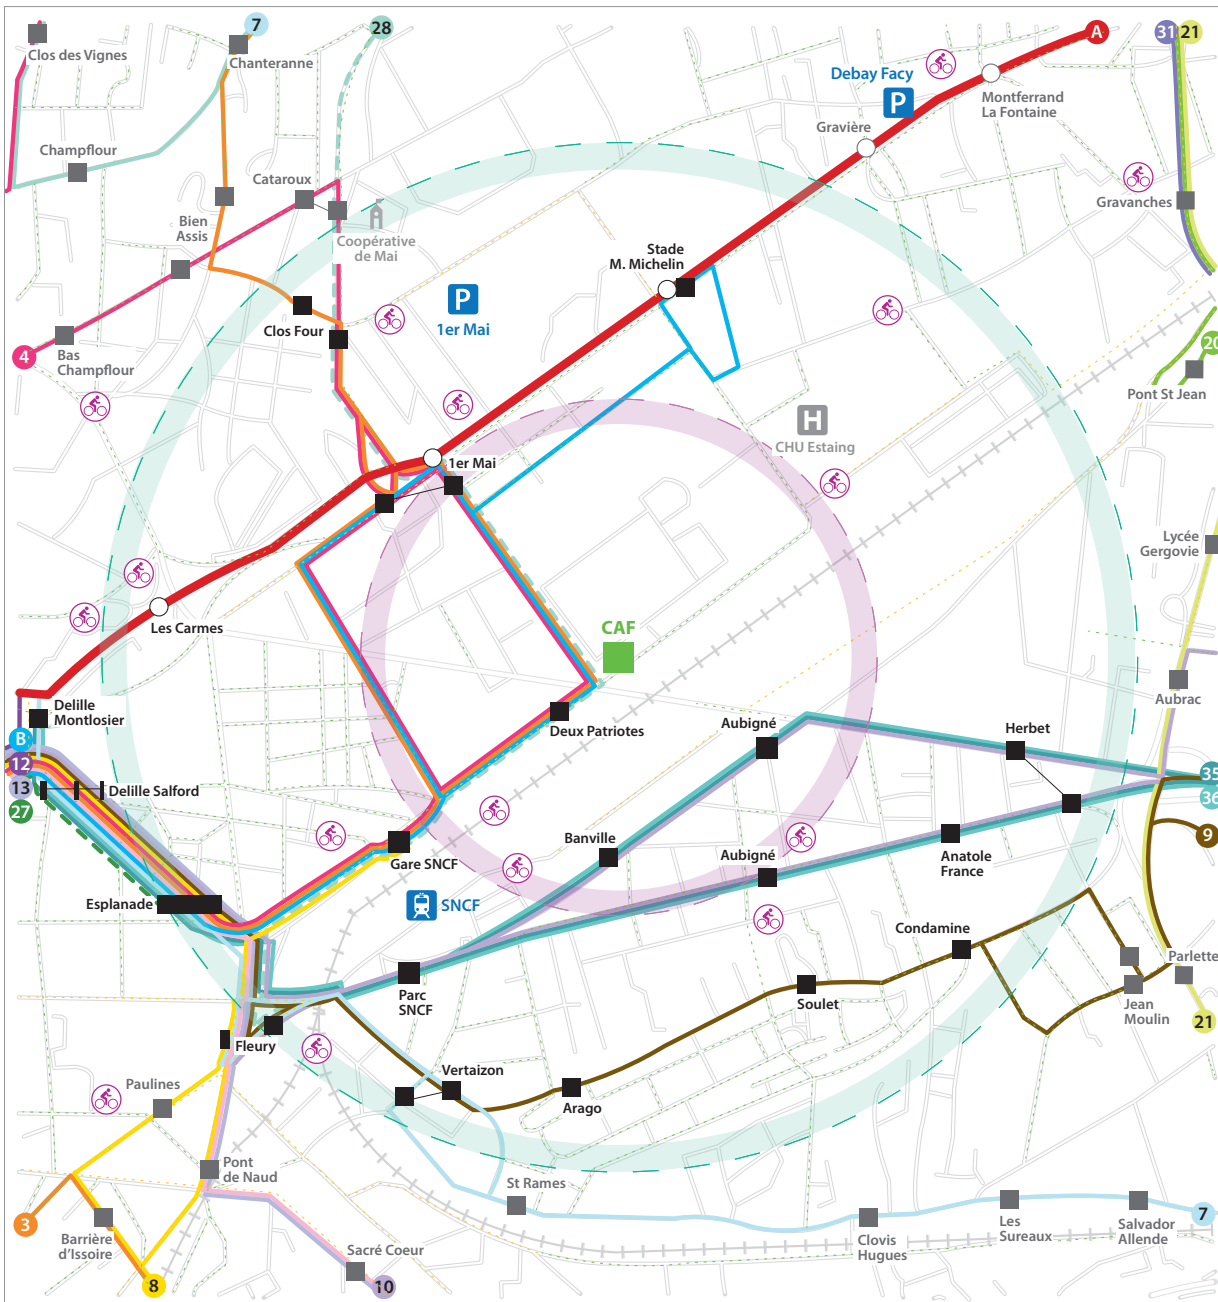 7
28
A
31
21
Clos des Vignes
Chanteranne
Debay Facy
P
Montferrand
La Fontaine
Gravière
Champflour
Cataroux
Gravanches
Bien
Assis
Coopérative
de Mai
Stade
M. Michelin
P
1er Mai
Clos Four
4
Bas
Champflour
20
Pont St Jean
H
CHU Estaing
1er Mai
Lycée
Gergovie
Les Carmes
CAF
Delille
Montlosier
Aubrac
Deux Patriotes
Aubigné
Herbet
B
12
13
27
Delille Salford
35
36
9
Gare SNCF
Banville
Aubigné
Anatole
France
Esplanade
SNCF
Condamine
Parlette
Parc
SNCF
Soulet
Jean
Moulin
21
Fleury
Vertaizon
Paulines
Arago
Pont
de Naud
St Rames
3
Barrière
d'Issoire
Sacré Coeur
8
10
Clovis
Hugues
Les
Sureaux
Salvador
Allende
7